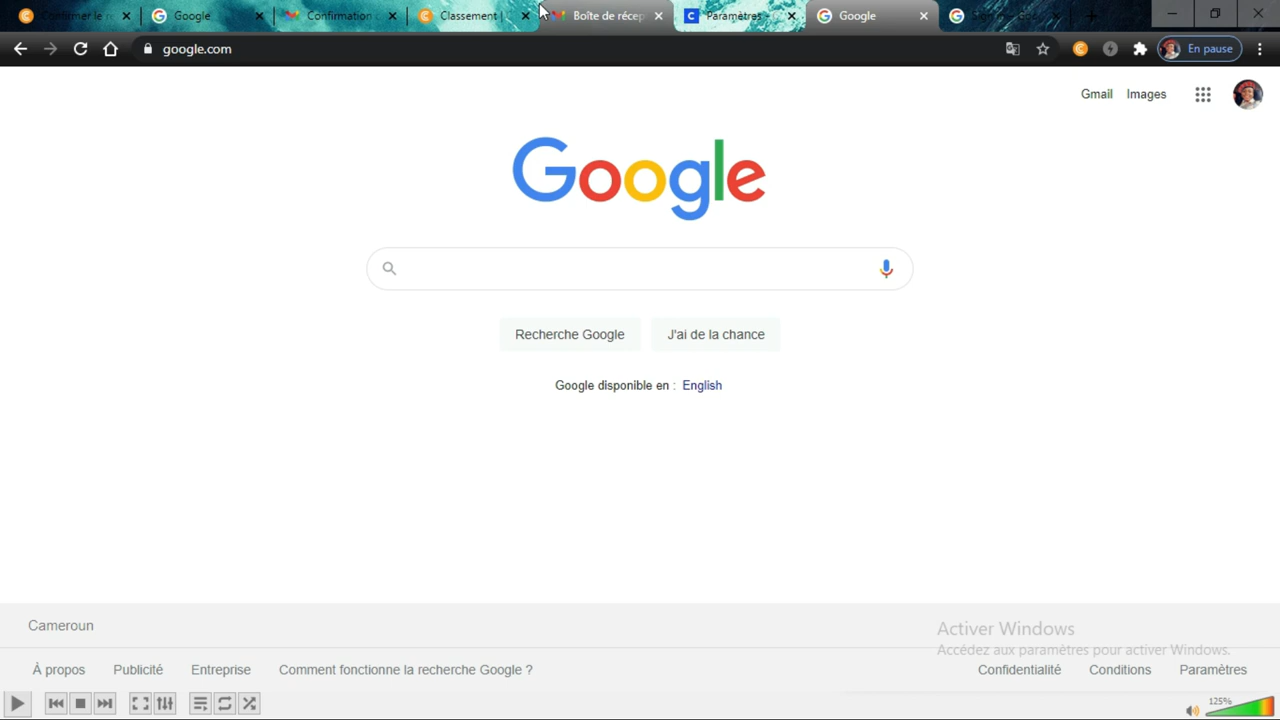 Confirmer le r
Google
Confirmation
Classement |
Boîte de récep
Paramètres -
Google
google.com
En pause
Gmail
Images
Google
Recherche Google
J'ai de la chance
Google disponible en : English
Cameroun
Activer Windows
Accédez aux paramètres pour activer Windows.
À propos
Publicité
Entreprise
Comment fonctionne la recherche Google ?
Confidentialité
Conditions
Paramètres
125%